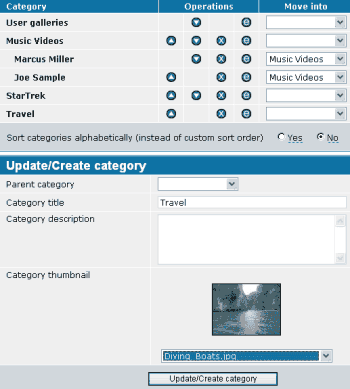 Category Operations Move into
User galleries
Music Videos
Marcus Miller Music Videos
Joe Sample Music Videos
StarTrek
Travel
Sort categories alphabetically (instead of custom sort order) Yes No
Update/Create category
Parent category
Category title Travel
Category description
Category thumbnail
Diving_Boats.jpg
Update/Create category